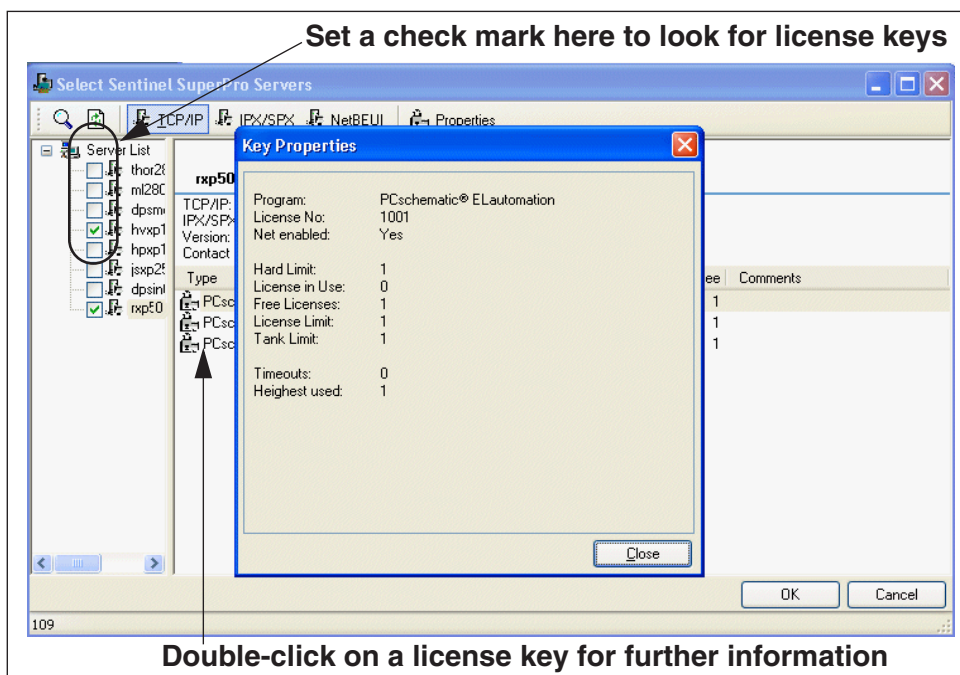 Set a check mark here to look for license keys
Select Sentinel SuperPro Servers
TCP/IP IPX/SPX NetBEUI Properties
Server List
thor28
ml280
dpsm
hvxp1
hpxp1
jsxp25
dpsin
rxp50
rxp50
TCP/IP:
IPX/SPX
Version:
Contact
Type ee Comments
PCsc 1
PCsc 1
PCsc 1
Key Properties
Program: PCschematic® ELautomation
License No: 1001
Net enabled: Yes
Hard Limit: 1
License in Use: 0
Free Licenses: 1
License Limit: 1
Tank Limit: 1
Timeouts: 0
Heighest used: 1
Close
OK Cancel
109
Double-click on a license key for further information